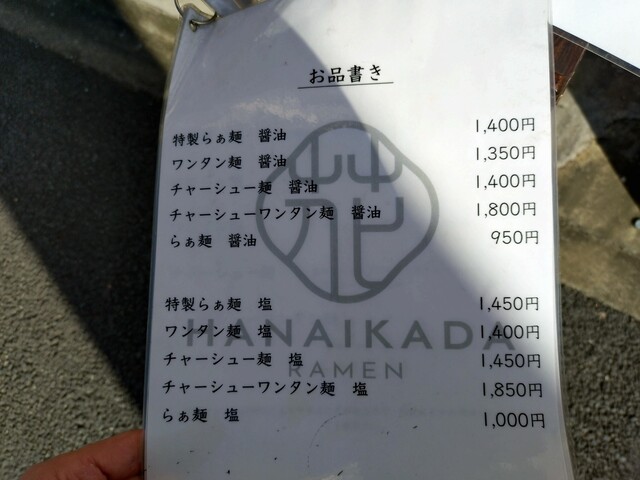 お品書き
特製らぁ麺　醤油　1,400円
ワンタン麺　醤油　1,350円
チャーシュー麺　醤油　1,400円
チャーシューワンタン麺　醤油　1,800円
らぁ麺　醤油　950円
特製らぁ麺　塩　1,450円
ワンタン麺　塩　1,400円
チャーシュー麺　塩　1,450円
チャーシューワンタン麺　塩　1,850円
らぁ麺　塩　1,000円
HANAIKADA
RAMEN